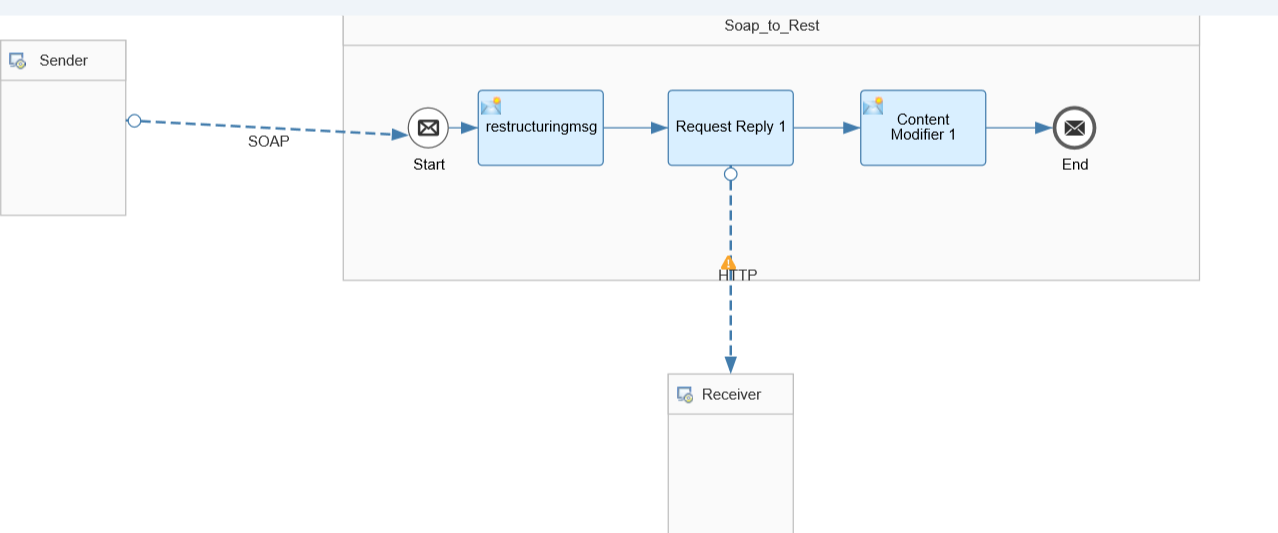 Soap_to_Rest
Sender
SOAP
Start
restructuringmsg
Request Reply 1
Content
Modifier 1
End
HTTP
Receiver